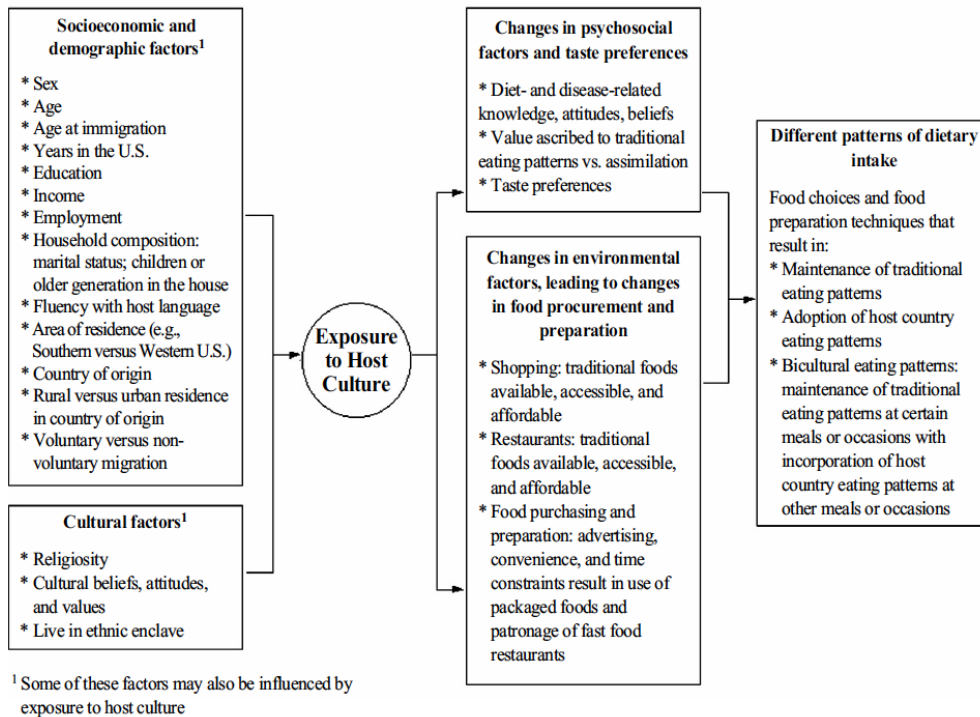 Socioeconomic and
demographic factors1
* Sex
* Age
* Age at immigration
* Years in the U.S.
* Education
* Income
* Employment
* Household composition:
marital status; children or
older generation in the house
* Fluency with host language
* Area of residence (e.g.,
Southern versus Western U.S.)
* Country of origin
* Rural versus urban residence
in country of origin
* Voluntary versus non-
voluntary migration
Cultural factors1
* Religiosity
* Cultural beliefs, attitudes,
and values
* Live in ethnic enclave
1 Some of these factors may also be influenced by
exposure to host culture
Exposure
to Host
Culture
Changes in psychosocial
factors and taste preferences
* Diet- and disease-related
knowledge, attitudes, beliefs
* Value ascribed to traditional
eating patterns vs. assimilation
* Taste preferences
Changes in environmental
factors, leading to changes
in food procurement and
preparation
* Shopping: traditional foods
available, accessible, and
affordable
* Restaurants: traditional
foods available, accessible,
and affordable
* Food purchasing and
preparation: advertising,
convenience, and time
constraints result in use of
packaged foods and
patronage of fast food
restaurants
Different patterns of dietary
intake
Food choices and food
preparation techniques that
result in:
* Maintenance of traditional
eating patterns
* Adoption of host country
eating patterns
* Bicultural eating patterns:
maintenance of traditional
eating patterns at certain
meals or occasions with
incorporation of host
country eating patterns at
other meals or occasions